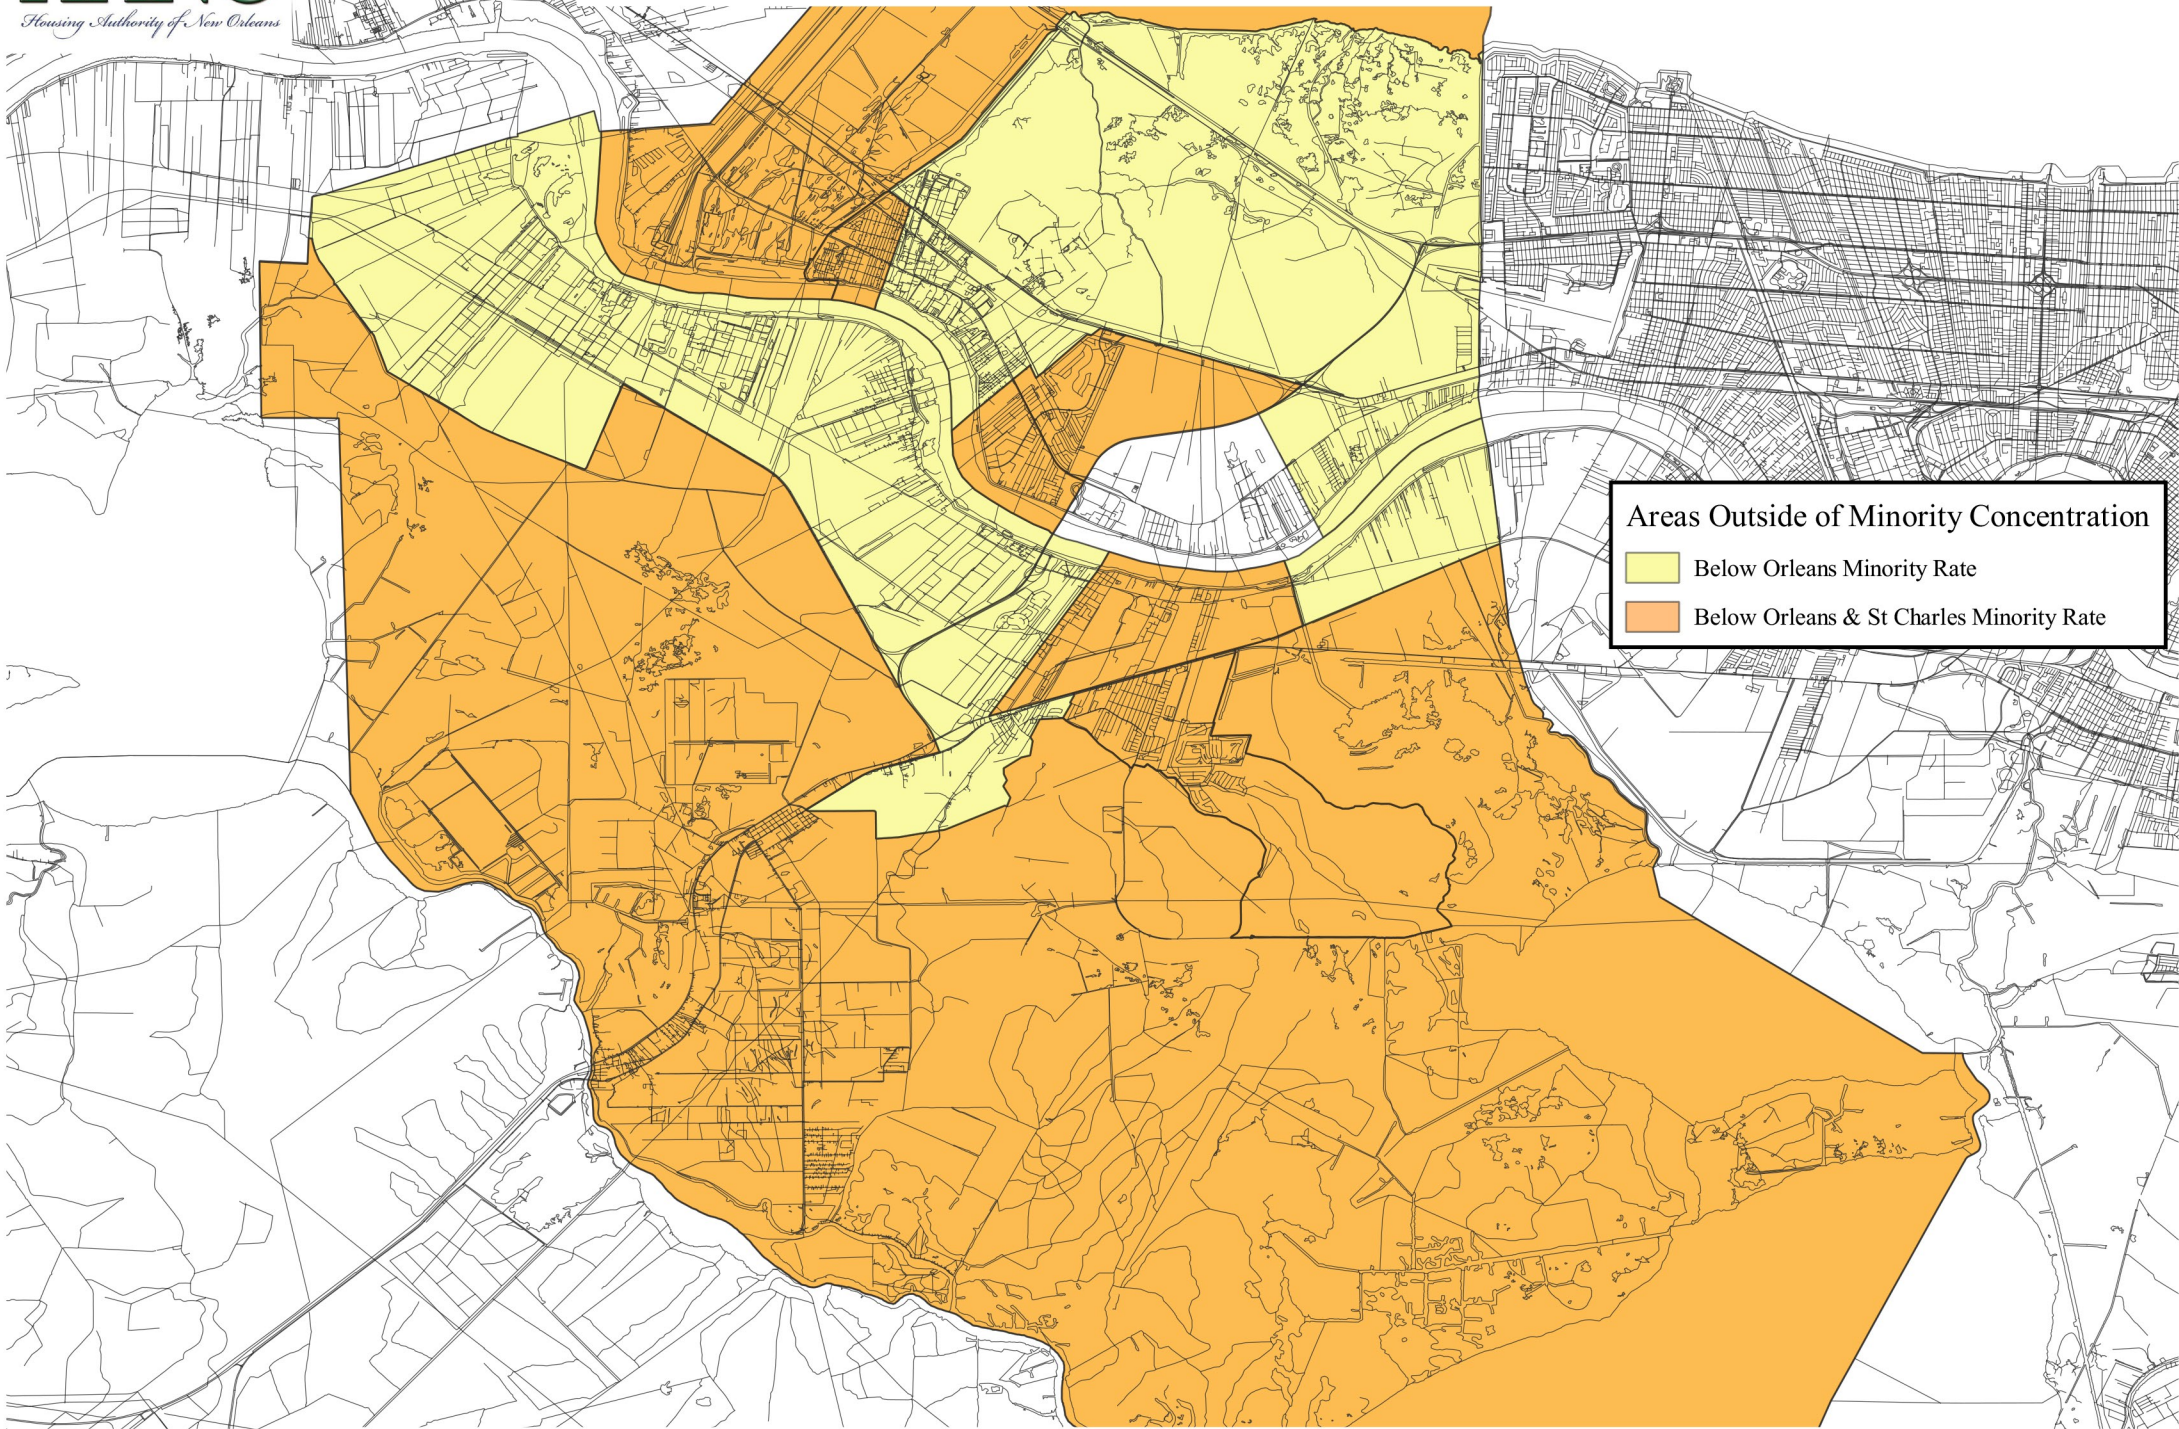 Housing Authority of New Orleans
Areas Outside of Minority Concentration
Below Orleans Minority Rate
Below Orleans & St Charles Minority Rate